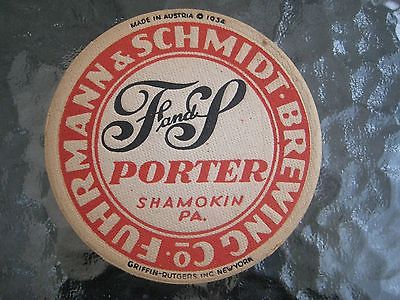 MADE IN AUSTRIA © 1934
FUHRMANN & SCHMIDT · BREWING CO ·
F and S
PORTER
SHAMOKIN
PA.
GRIFFIN-RUTGERS INC. NEW YORK